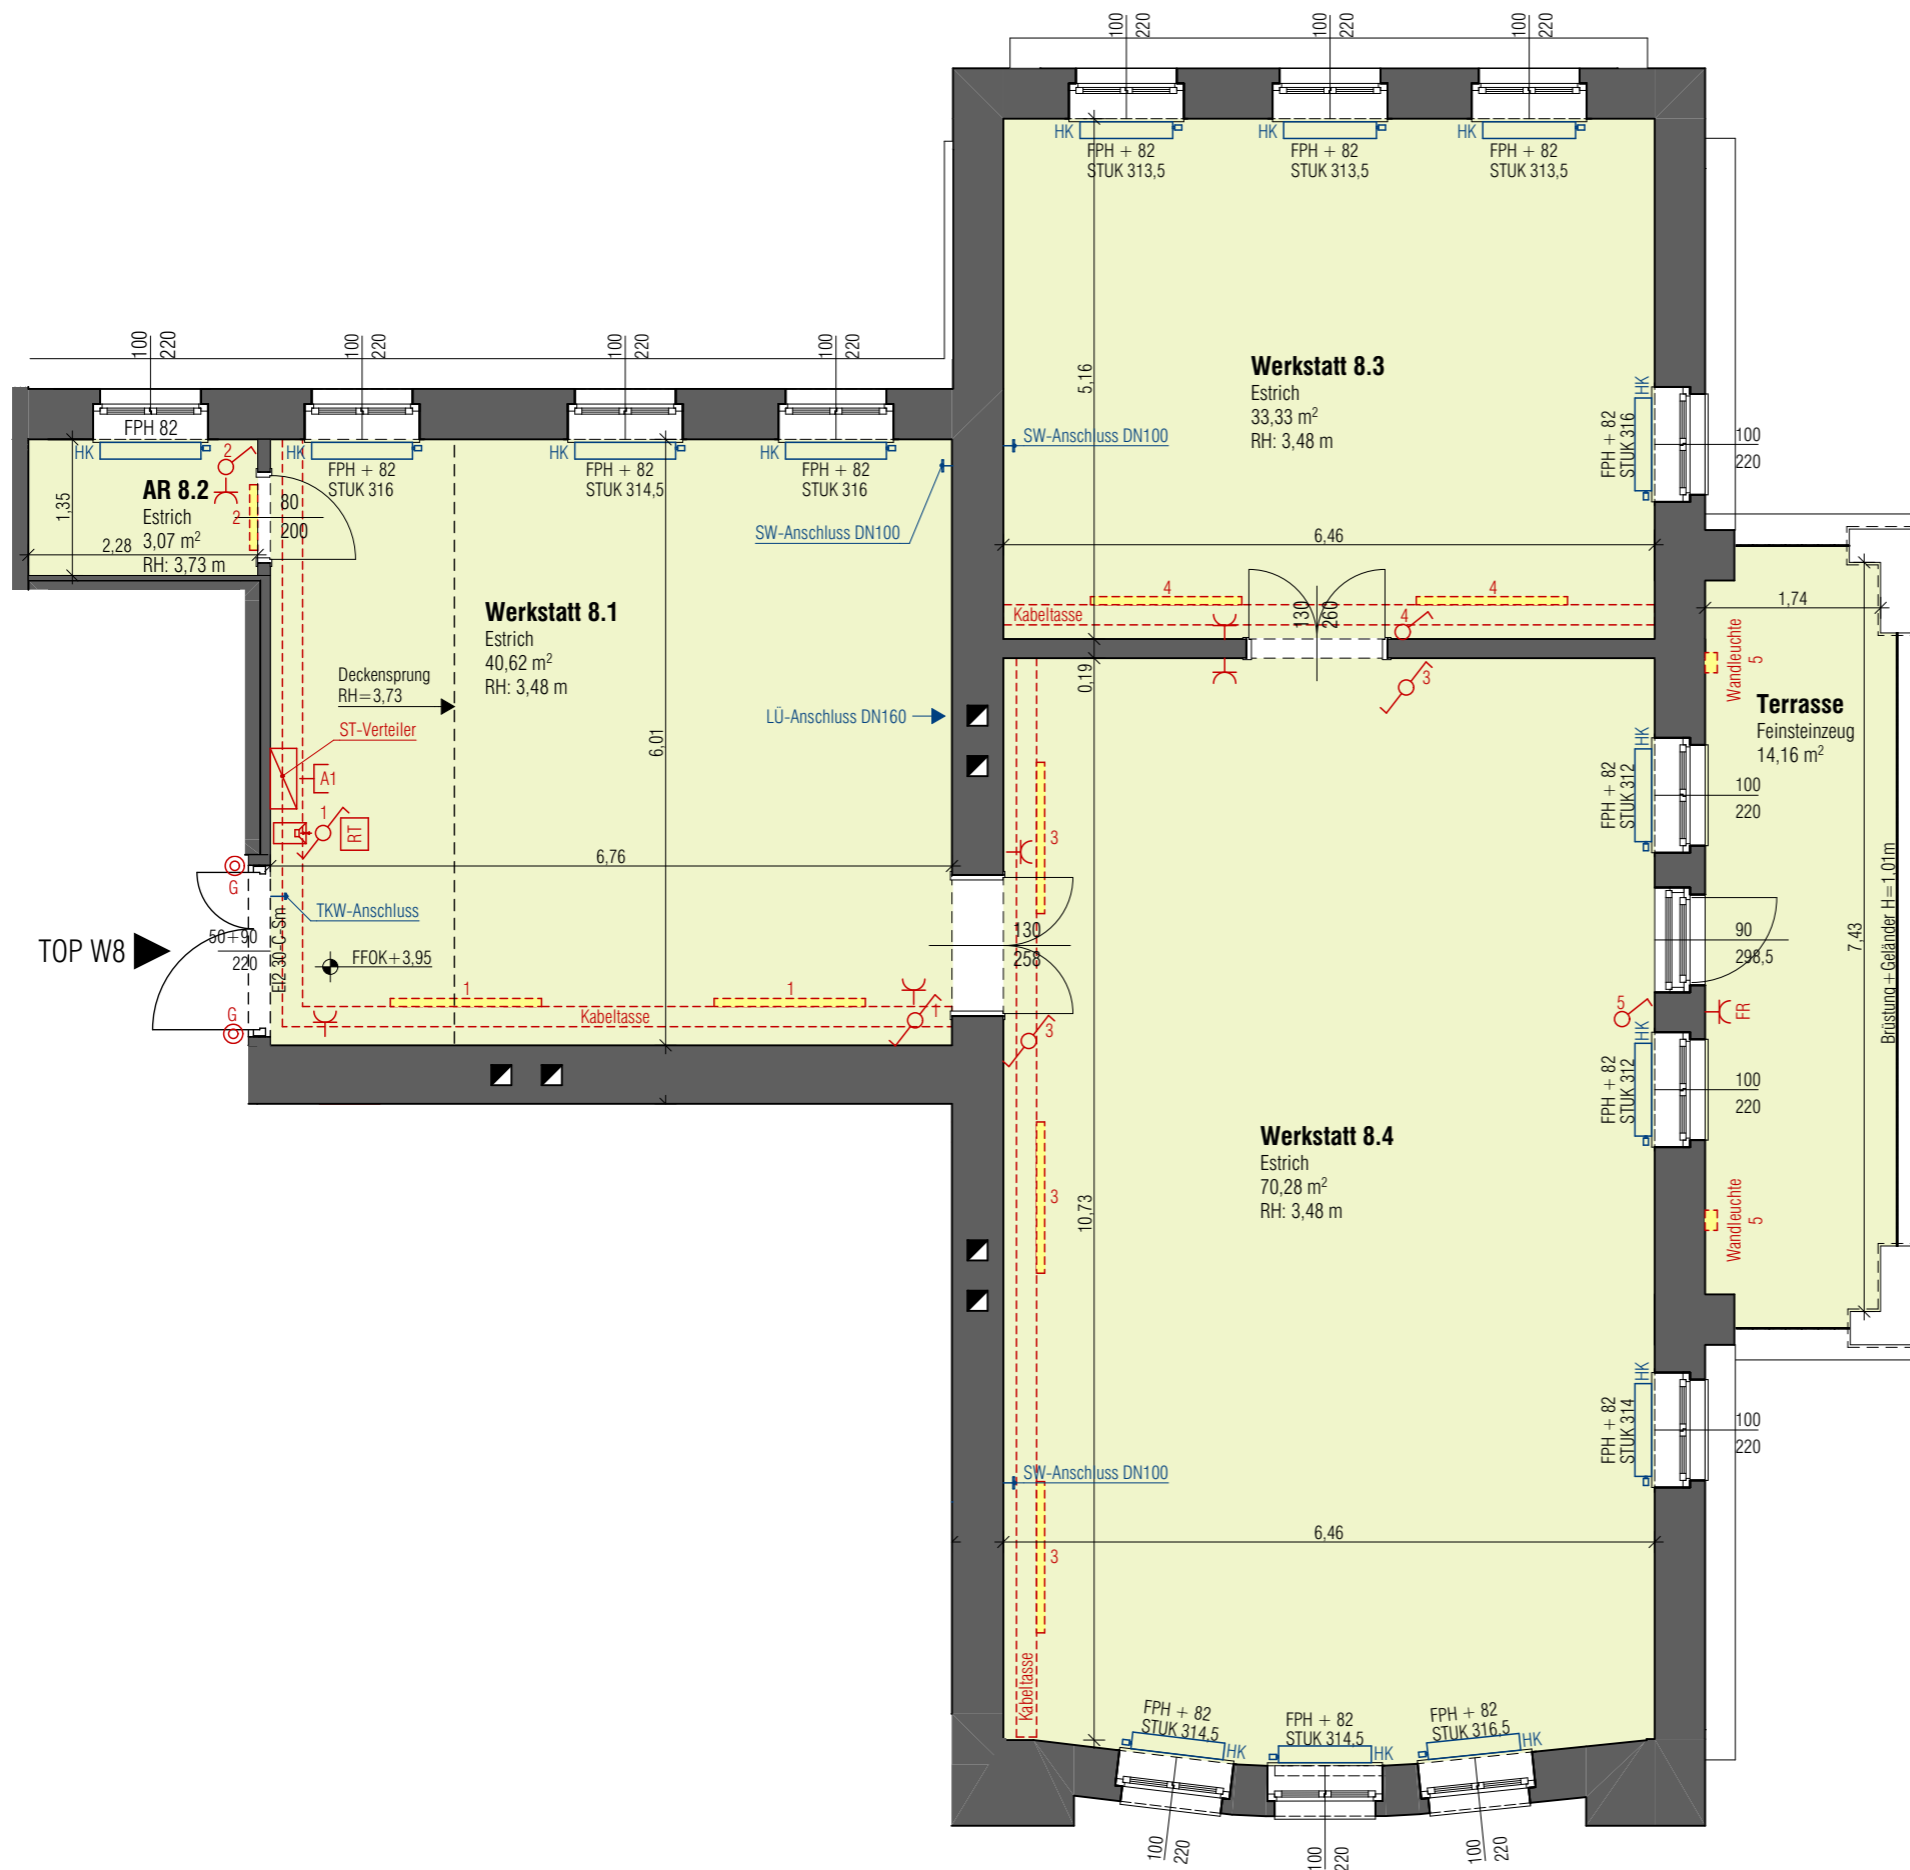 100
220
100
220
100
220
HK
HK
HK
FPH + 82
STUK 313,5
FPH + 82
STUK 313,5
FPH + 82
STUK 313,5
5,16
Werkstatt 8.3
Estrich
33,33 m²
RH: 3,48 m
SW-Anschluss DN100
HK
FPH + 82
STUK 316
100
220
6,46
4
4
Kabeltasse
130
260
4
0,19
3
100
220
100
220
100
220
100
220
FPH 82
HK
2
HK
FPH + 82
STUK 316
HK
FPH + 82
STUK 314,5
HK
FPH + 82
STUK 316
AR 8.2
Estrich
3,07 m²
RH: 3,73 m
1,35
2,28
2
80
200
SW-Anschluss DN100
Werkstatt 8.1
Estrich
40,62 m²
RH: 3,48 m
Deckensprung
RH=3,73
ST-Verteiler
A1
1
RT
LÜ-Anschluss DN160
6,01
6,76
G
TKW-Anschluss
TOP W8
50+90
220
EI2 30-C-Sm
FFOK+3,95
G
1
1
Kabeltasse
1
130
258
3
3
1,74
Wandleuchte
5
Terrasse
Feinsteinzeug
14,16 m²
HK
FPH + 82
STUK 312
100
220
90
298,5
7,43
Brüstung+Geländer H=1,01m
5
FR
HK
FPH + 82
STUK 312
100
220
Werkstatt 8.4
Estrich
70,28 m²
RH: 3,48 m
10,73
3
Wandleuchte
5
HK
FPH + 82
STUK 314
100
220
SW-Anschluss DN100
6,46
3
Kabeltasse
FPH + 82
STUK 314,5
HK
FPH + 82
STUK 314,5
HK
FPH + 82
STUK 316,5
HK
100
220
100
220
100
220